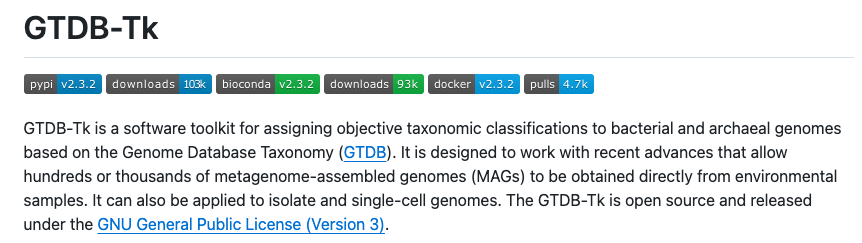 GTDB-Tk
pypi v2.3.2 downloads 103k bioconda v2.3.2 downloads 93k docker v2.3.2 pulls 4.7k
GTDB-Tk is a software toolkit for assigning objective taxonomic classifications to bacterial and archaeal genomes
based on the Genome Database Taxonomy (GTDB). It is designed to work with recent advances that allow
hundreds or thousands of metagenome-assembled genomes (MAGs) to be obtained directly from environmental
samples. It can also be applied to isolate and single-cell genomes. The GTDB-Tk is open source and released
under the GNU General Public License (Version 3).